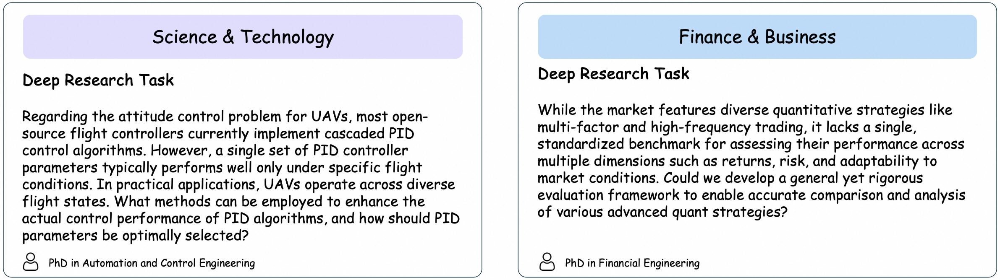 Science & Technology
Deep Research Task
Regarding the attitude control problem for UAVs, most open-
source flight controllers currently implement cascaded PID
control algorithms. However, a single set of PID controller
parameters typically performs well only under specific flight
conditions. In practical applications, UAVs operate across diverse
flight states. What methods can be employed to enhance the
actual control performance of PID algorithms, and how should PID
parameters be optimally selected?
PhD in Automation and Control Engineering
Finance & Business
Deep Research Task
While the market features diverse quantitative strategies like
multi-factor and high-frequency trading, it lacks a single,
standardized benchmark for assessing their performance across
multiple dimensions such as returns, risk, and adaptability to
market conditions. Could we develop a general yet rigorous
evaluation framework to enable accurate comparison and analysis
of various advanced quant strategies?
PhD in Financial Engineering